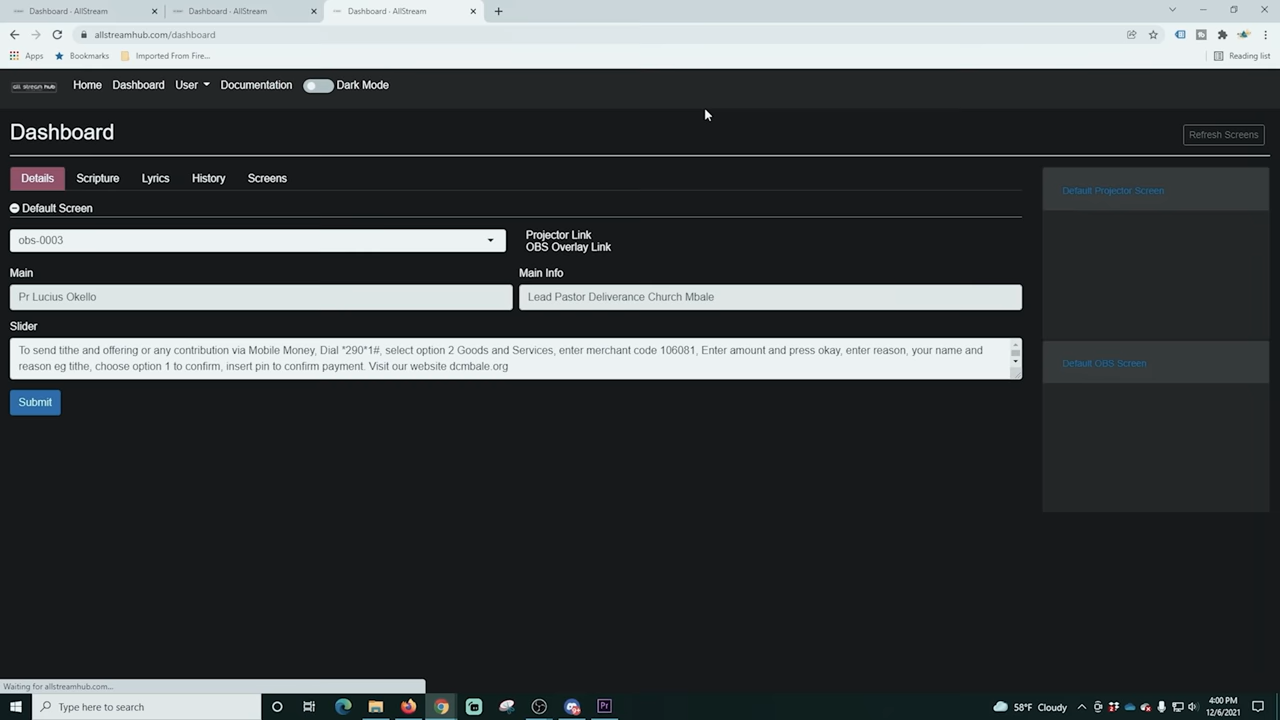 Dashboard - AllStream
Dashboard - AllStream
Dashboard - AllStream
allstreamhub.com/dashboard
Apps
Bookmarks
Imported From Fire...
Reading list
all stream hub
Home
Dashboard
User
Documentation
Dark Mode
Dashboard
Refresh Screens
Details
Scripture
Lyrics
History
Screens
Default Screen
obs-0003
Projector Link
OBS Overlay Link
Main
Main Info
Pr Lucius Okello
Lead Pastor Deliverance Church Mbale
Slider
To send tithe and offering or any contribution via Mobile Money, Dial *290*1#, select option 2 Goods and Services, enter merchant code 106081, Enter amount and press okay, enter reason, your name and
reason eg tithe, choose option 1 to confirm, insert pin to confirm payment. Visit our website dcmbale.org
Submit
Default Projector Screen
Default OBS Screen
Waiting for allstreamhub.com...
Type here to search
Pr
58°F Cloudy
4:00 PM
12/6/2021